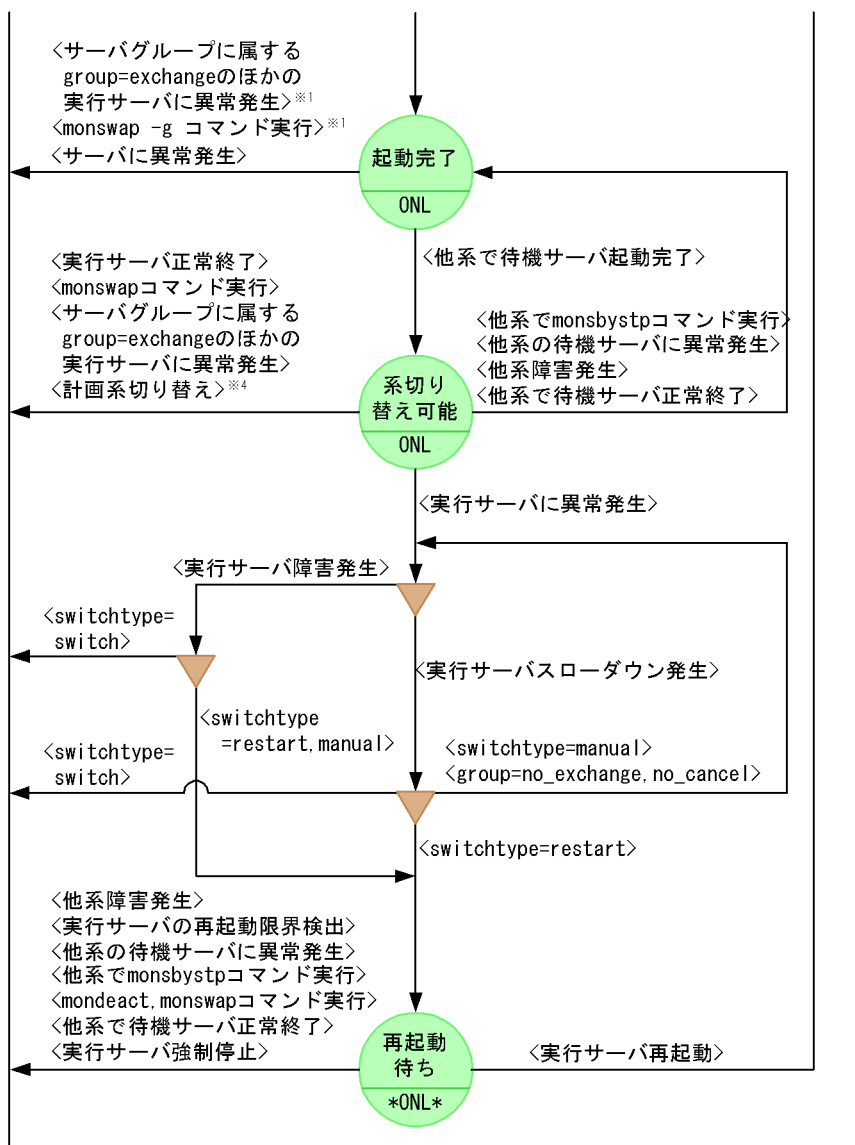 <サーバグループに属する
group=exchangeのほかの
実行サーバに異常発生>※1
<monswap -g コマンド実行>※1
<サーバに異常発生>
起動完了
ONL
<他系で待機サーバ起動完了>
<実行サーバ正常終了>
<monswapコマンド実行>
<サーバグループに属する
group=exchangeのほかの
実行サーバに異常発生>
<計画系切り替え>※4
<他系でmonsbystpコマンド実行>
<他系の待機サーバに異常発生>
<他系障害発生>
<他系で待機サーバ正常終了>
系切り
替え可能
ONL
<実行サーバに異常発生>
<実行サーバ障害発生>
<switchtype=
switch>
<実行サーバスローダウン発生>
<switchtype
=restart,manual>
<switchtype=
switch>
<switchtype=manual>
<group=no_exchange,no_cancel>
<switchtype=restart>
<他系障害発生>
<実行サーバの再起動限界検出>
<他系の待機サーバに異常発生>
<他系でmonsbystpコマンド実行>
<mondeact,monswapコマンド実行>
<他系で待機サーバ正常終了>
<実行サーバ強制停止>
再起動
待ち
*ONL*
<実行サーバ再起動>